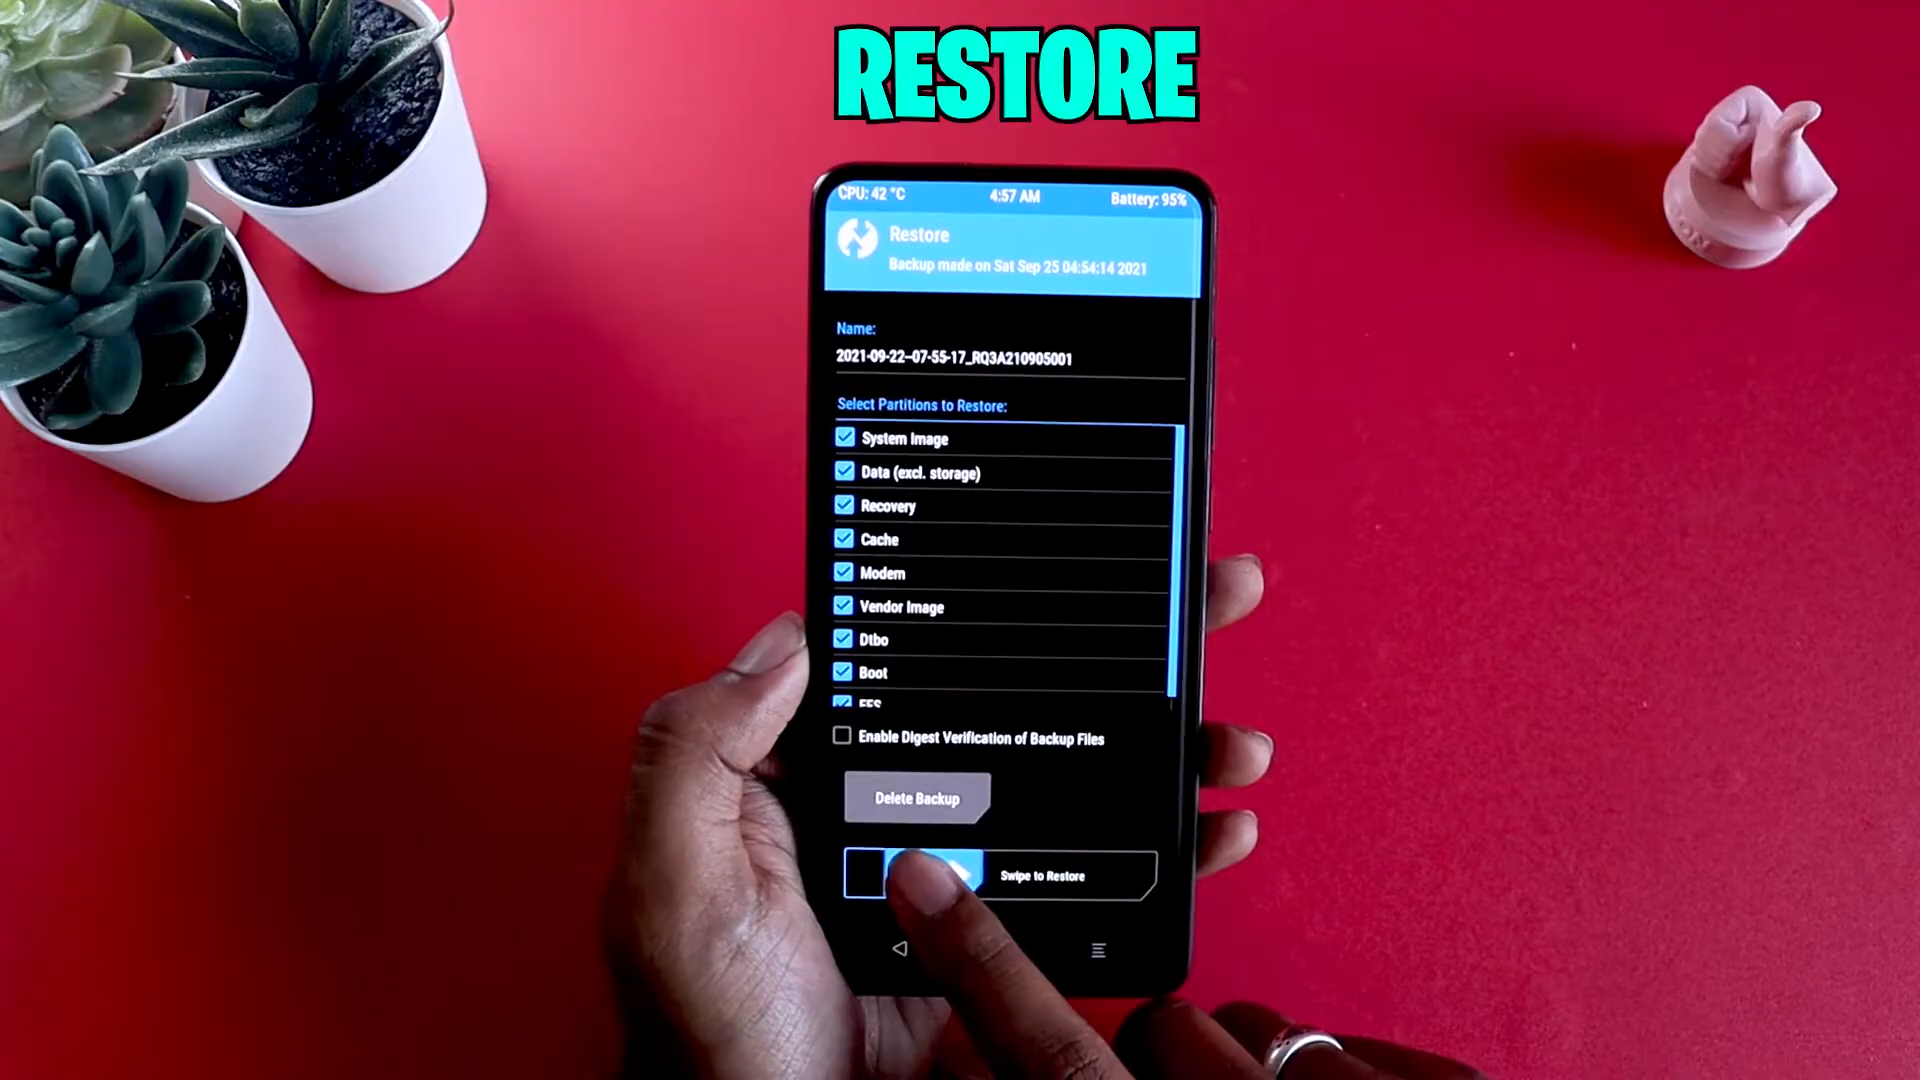 RESTORE
CPU: 42 °C 4:57 AM Battery: 95%
Restore
Backup made on Sat Sep 25 04:54:14 2021
Name:
2021-09-22--07-55-17_RQ3A210905001
Select Partitions to Restore:
System Image
Data (excl. storage)
Recovery
Cache
Modem
Vendor Image
Dtbo
Boot
EFS
Enable Digest Verification of Backup Files
Delete Backup
Swipe to Restore